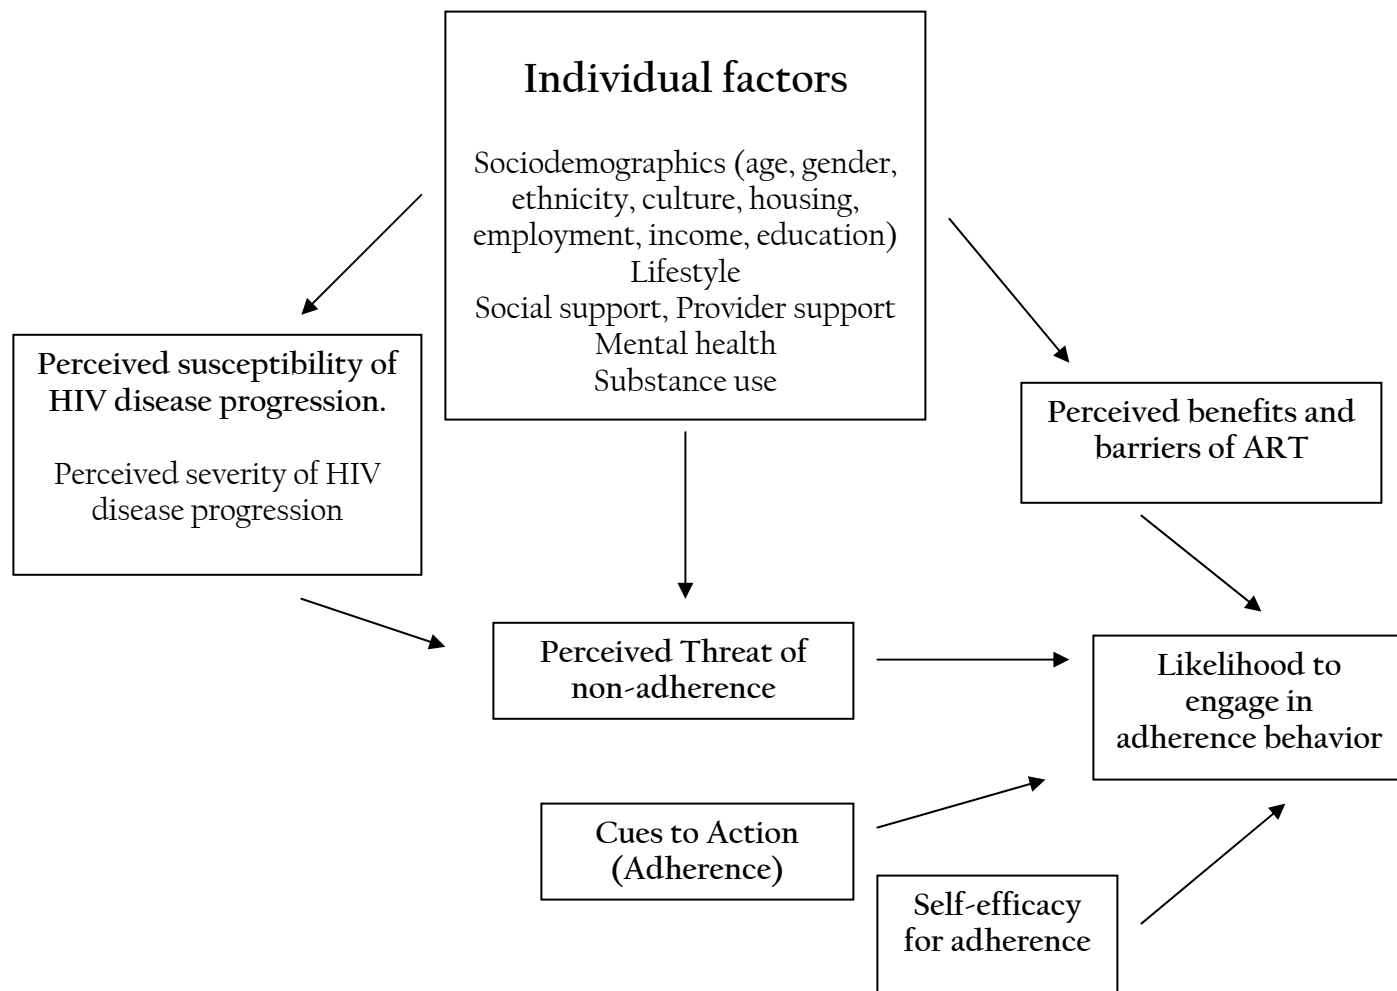 Individual factors
Sociodemographics (age, gender,
ethnicity, culture, housing,
employment, income, education)
Lifestyle
Social support, Provider support
Mental health
Substance use
Perceived susceptibility of
HIV disease progression.
Perceived severity of HIV
disease progression
Perceived benefits and
barriers of ART
Perceived Threat of
non-adherence
Likelihood to
engage in
adherence behavior
Cues to Action
(Adherence)
Self-efficacy
for adherence